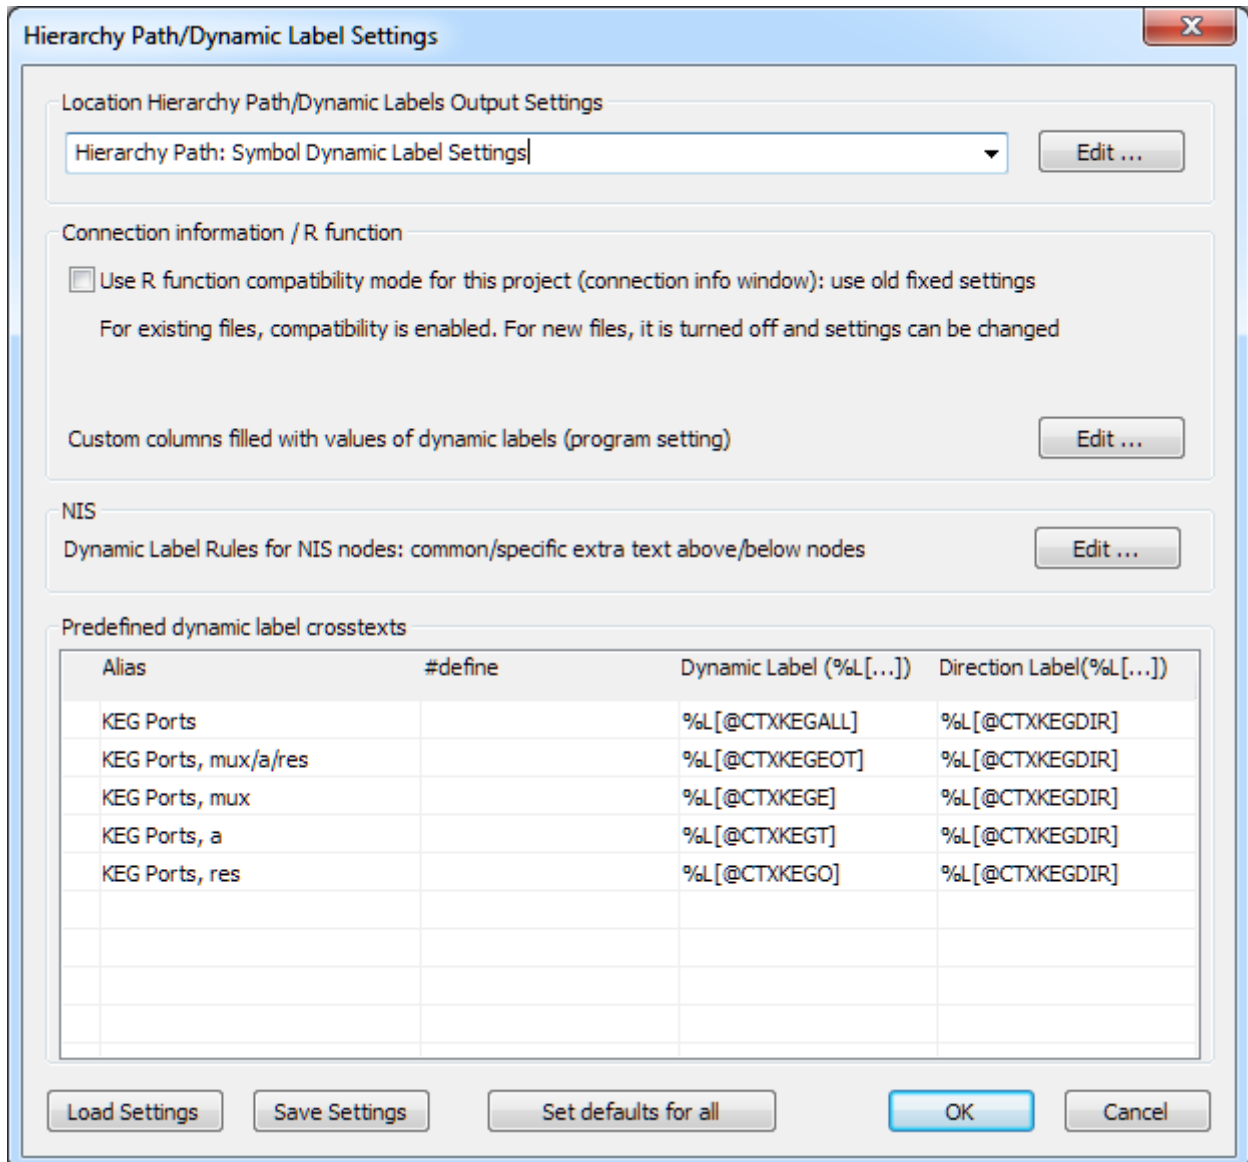 Hierarchy Path/Dynamic Label Settings
Location Hierarchy Path/Dynamic Labels Output Settings
Hierarchy Path: Symbol Dynamic Label Settings
Edit ...
Connection information / R function
Use R function compatibility mode for this project (connection info window): use old fixed settings
For existing files, compatibility is enabled. For new files, it is turned off and settings can be changed
Custom columns filled with values of dynamic labels (program setting)
Edit ...
NIS
Dynamic Label Rules for NIS nodes: common/specific extra text above/below nodes
Edit ...
Predefined dynamic label crosstexts
Alias #define Dynamic Label (%L[...]) Direction Label(%L[...])
KEG Ports %L[@CTXKEGALL] %L[@CTXKEGDIR]
KEG Ports, mux/a/res %L[@CTXKEGEOT] %L[@CTXKEGDIR]
KEG Ports, mux %L[@CTXKEGE] %L[@CTXKEGDIR]
KEG Ports, a %L[@CTXKEGT] %L[@CTXKEGDIR]
KEG Ports, res %L[@CTXKEGO] %L[@CTXKEGDIR]
Load Settings Save Settings Set defaults for all OK Cancel